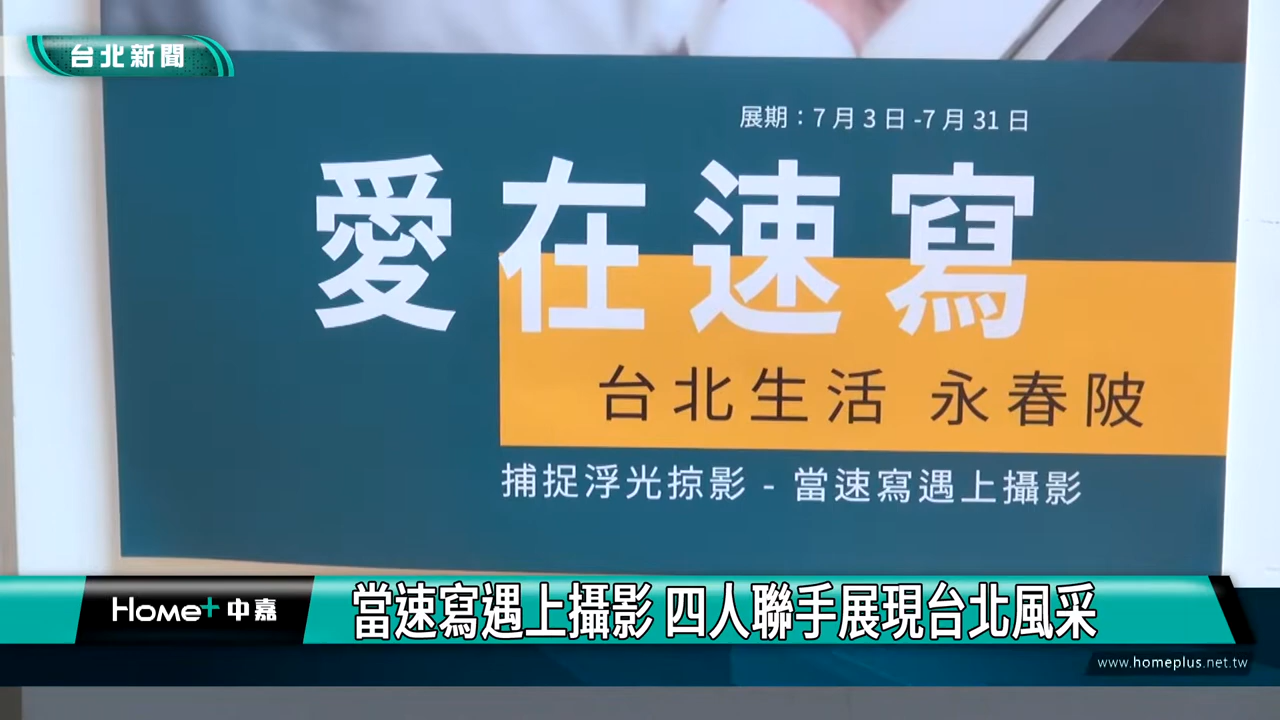 台北新聞
展期：7月3日-7月31日
愛在速寫
台北生活 永春陂
捕捉浮光掠影 - 當速寫遇上攝影
Home+中嘉
當速寫遇上攝影 四人聯手展現台北風采
www.homeplus.net.tw